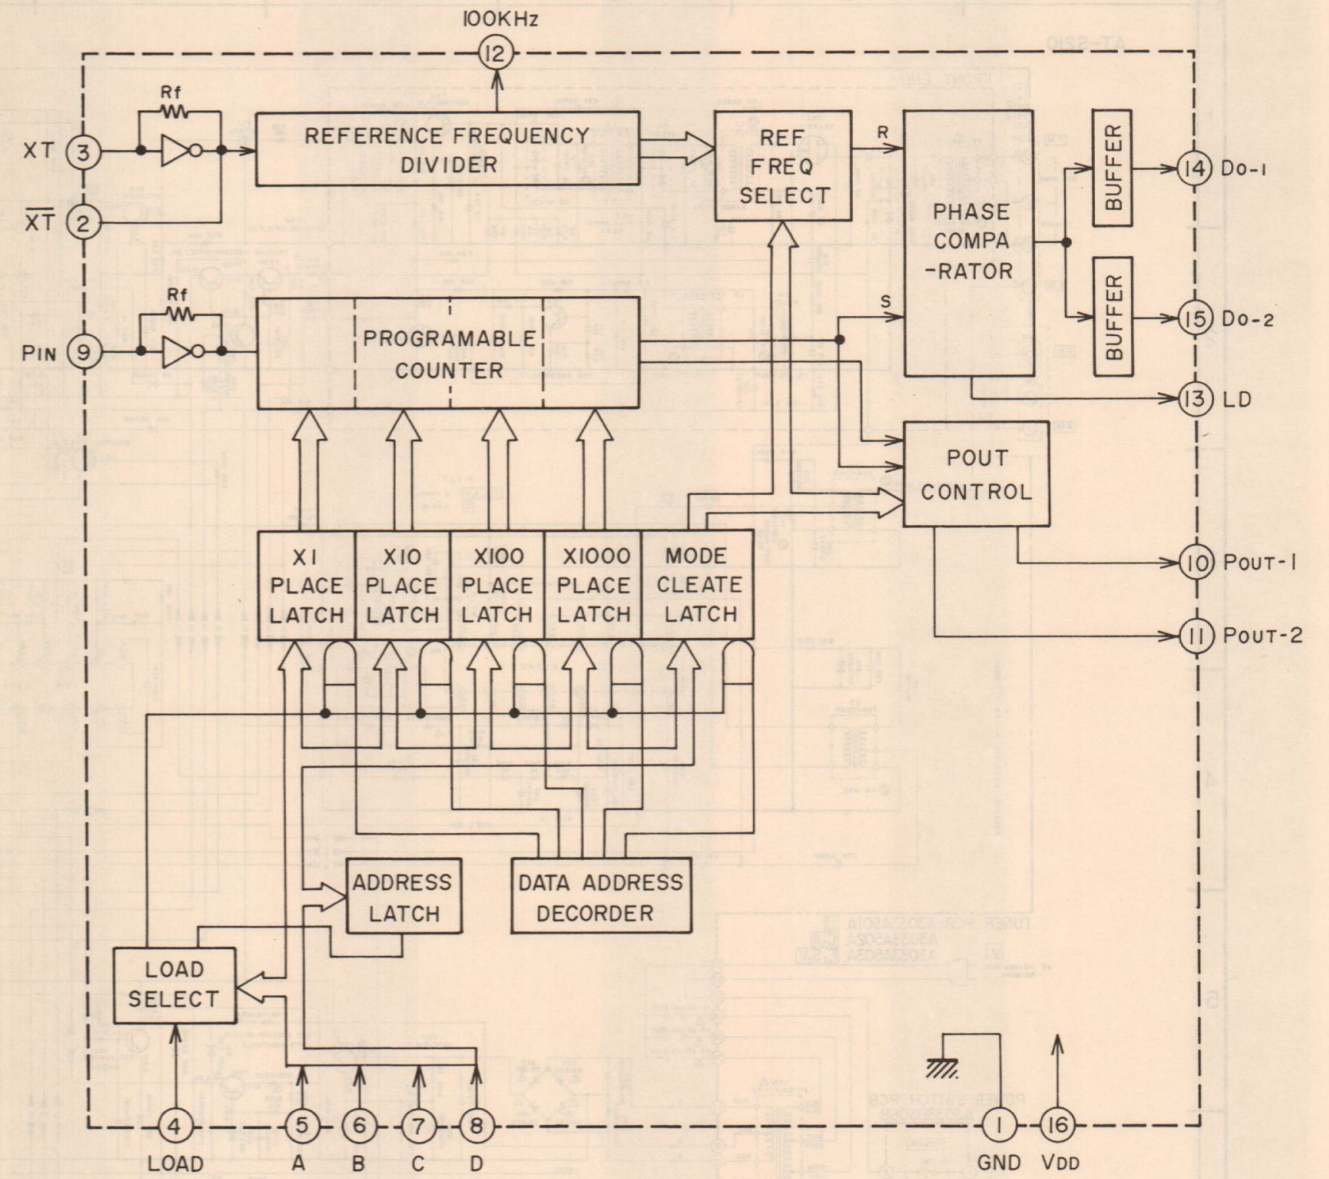 100KHz
12
Rf
XT 3
REFERENCE FREQUENCY
DIVIDER
REF
FREQ
SELECT
R
PHASE
COMPA
-RATOR
BUFFER
14 DO-1
XT 2
Rf
PIN 9
PROGRAMABLE
COUNTER
S
BUFFER
15 DO-2
13 LD
POUT
CONTROL
X1
PLACE
LATCH
X10
PLACE
LATCH
X100
PLACE
LATCH
X1000
PLACE
LATCH
MODE
CLEATE
LATCH
10 POUT-1
11 POUT-2
ADDRESS
LATCH
DATA ADDRESS
DECORDER
LOAD
SELECT
4
LOAD
5
A
6
B
7
C
8
D
1
GND
16
VDD